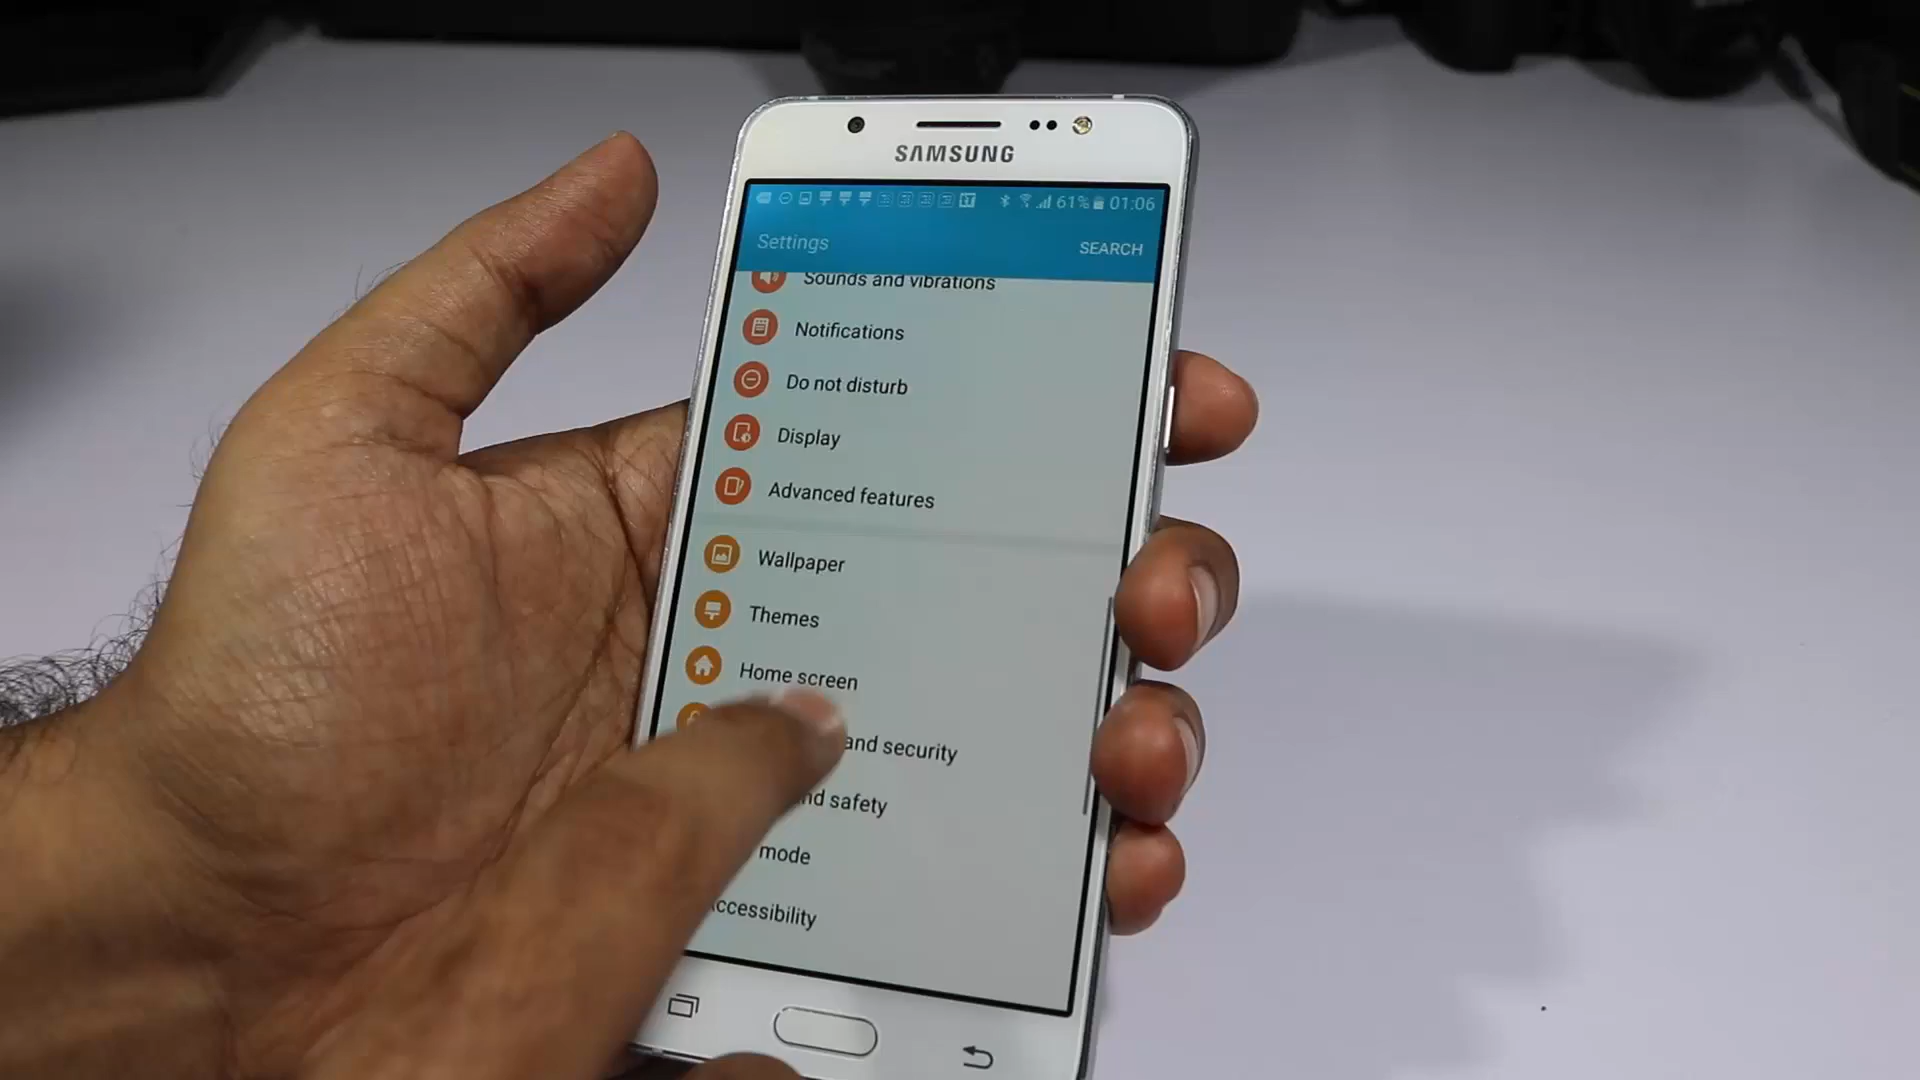 SAMSUNG
61% 01:06
Settings
SEARCH
Sounds and vibrations
Notifications
Do not disturb
Display
Advanced features
Wallpaper
Themes
Home screen
and security
nd safety
mode
ccessibility